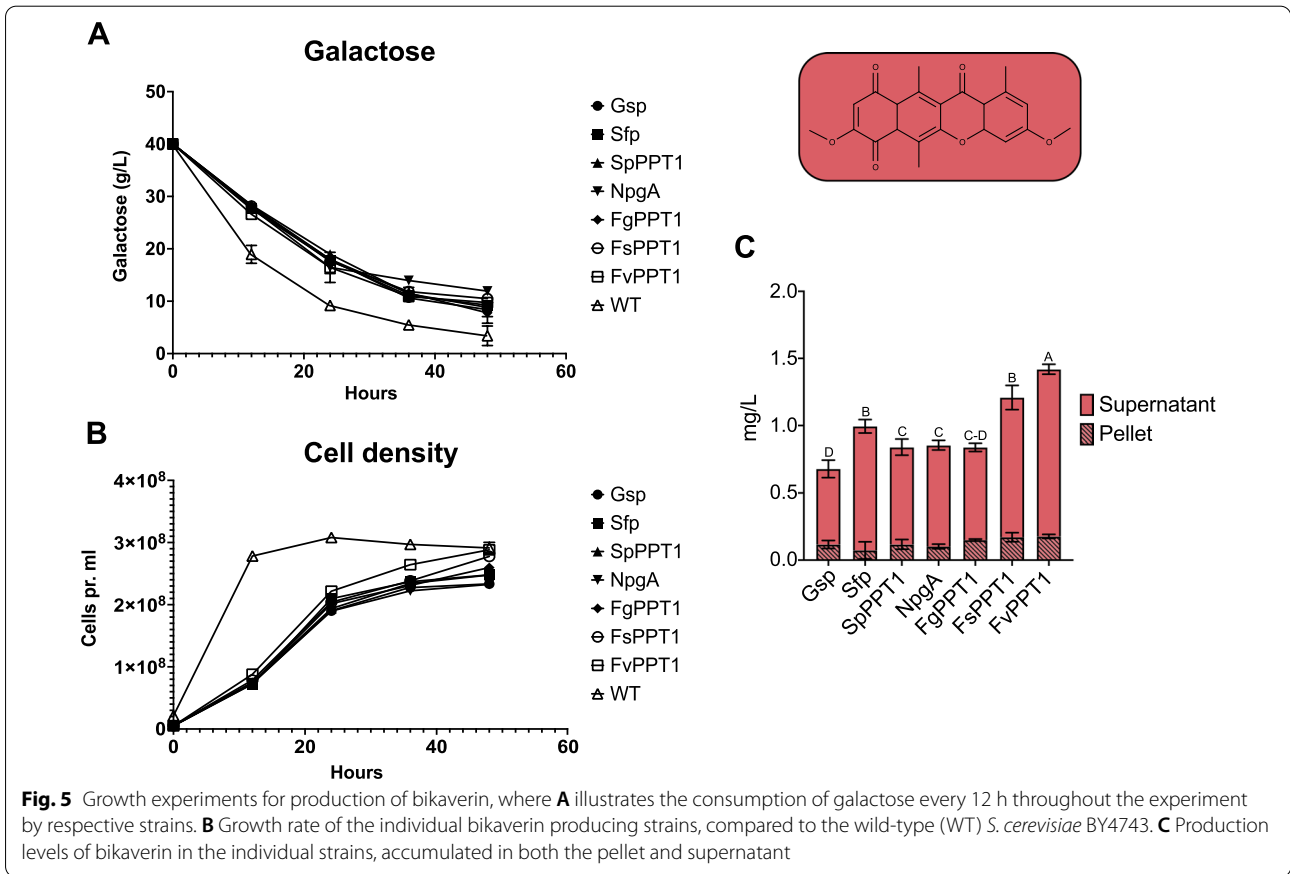 A
Galactose
Galactose (g/L)
50
40
30
20
10
0
0
20
40
60
Hours
Gsp
Sfp
SpPPT1
NpgA
FgPPT1
FsPPT1
FvPPT1
WT
O
O
O
O
O
O
B
Cell density
Cells pr. ml
4×10⁸
3×10⁸
2×10⁸
1×10⁸
0
0
20
40
60
Hours
Gsp
Sfp
SpPPT1
NpgA
FgPPT1
FsPPT1
FvPPT1
WT
C
mg/L
2.0
1.5
1.0
0.5
0.0
D
B
C
C
C-D
B
A
Gsp
Sfp
SpPPT1
NpgA
FgPPT1
FsPPT1
FvPPT1
Supernatant
Pellet
Fig. 5 Growth experiments for production of bikaverin, where A illustrates the consumption of galactose every 12 h throughout the experiment
by respective strains. B Growth rate of the individual bikaverin producing strains, compared to the wild-type (WT) S. cerevisiae BY4743. C Production
levels of bikaverin in the individual strains, accumulated in both the pellet and supernatant